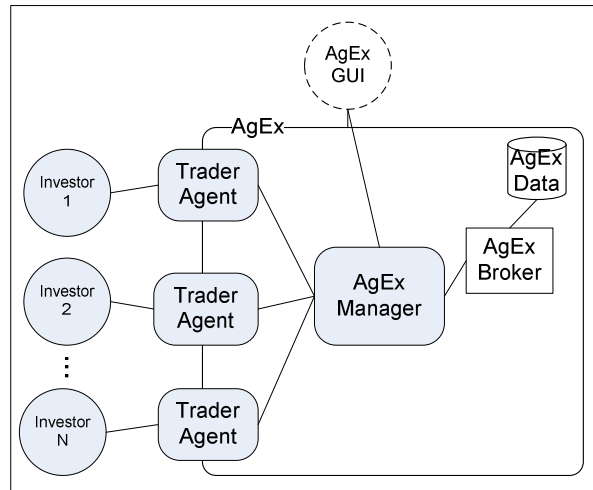 AgEx
GUI
AgEx
AgEx
Data
Investor
1
Trader
Agent
AgEx
Broker
Investor
2
Trader
Agent
AgEx
Manager
Investor
N
Trader
Agent